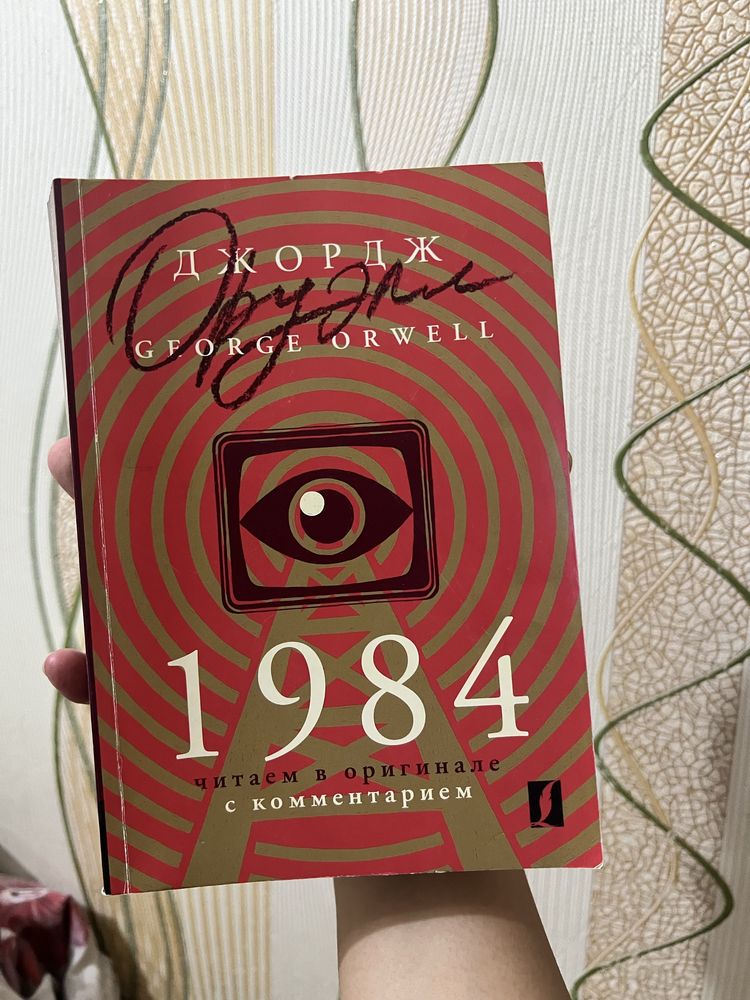 ДЖОРДЖ
Оруэлл
GEORGE ORWELL
1984
читаем в оригинале
с комментарием